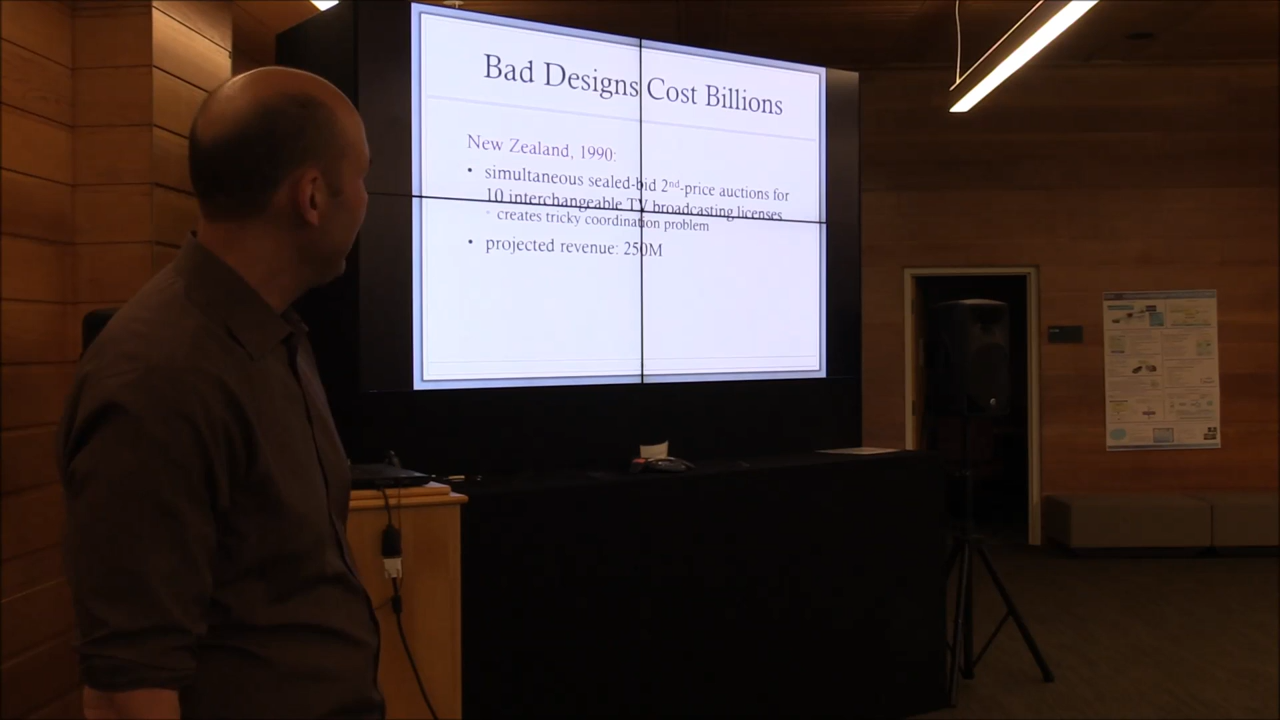 Bad Designs Cost Billions
New Zealand, 1990:
• simultaneous sealed-bid 2nd-price auctions for
10 interchangeable TV broadcasting licenses
- creates tricky coordination problem
• projected revenue: 250M